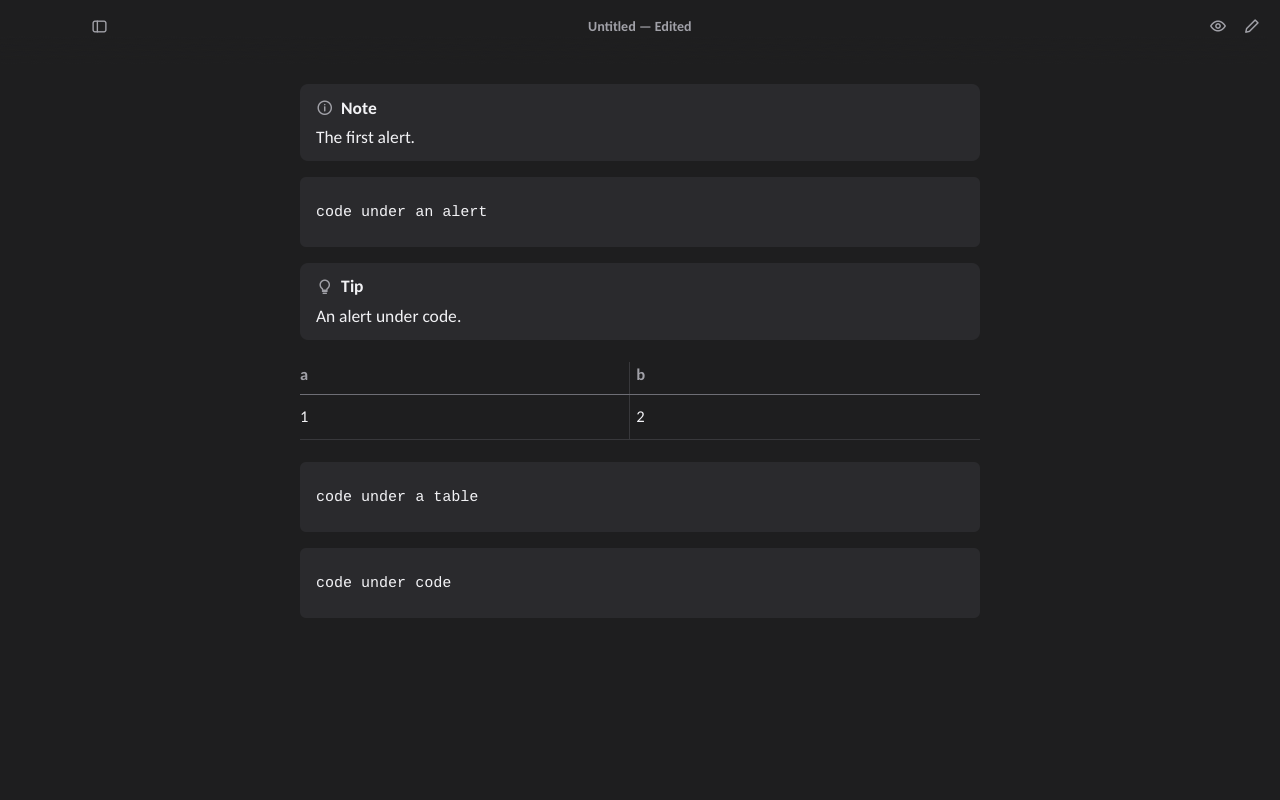 Untitled — Edited
Note
The first alert.
code under an alert
Tip
An alert under code.
a b
1 2
code under a table
code under code